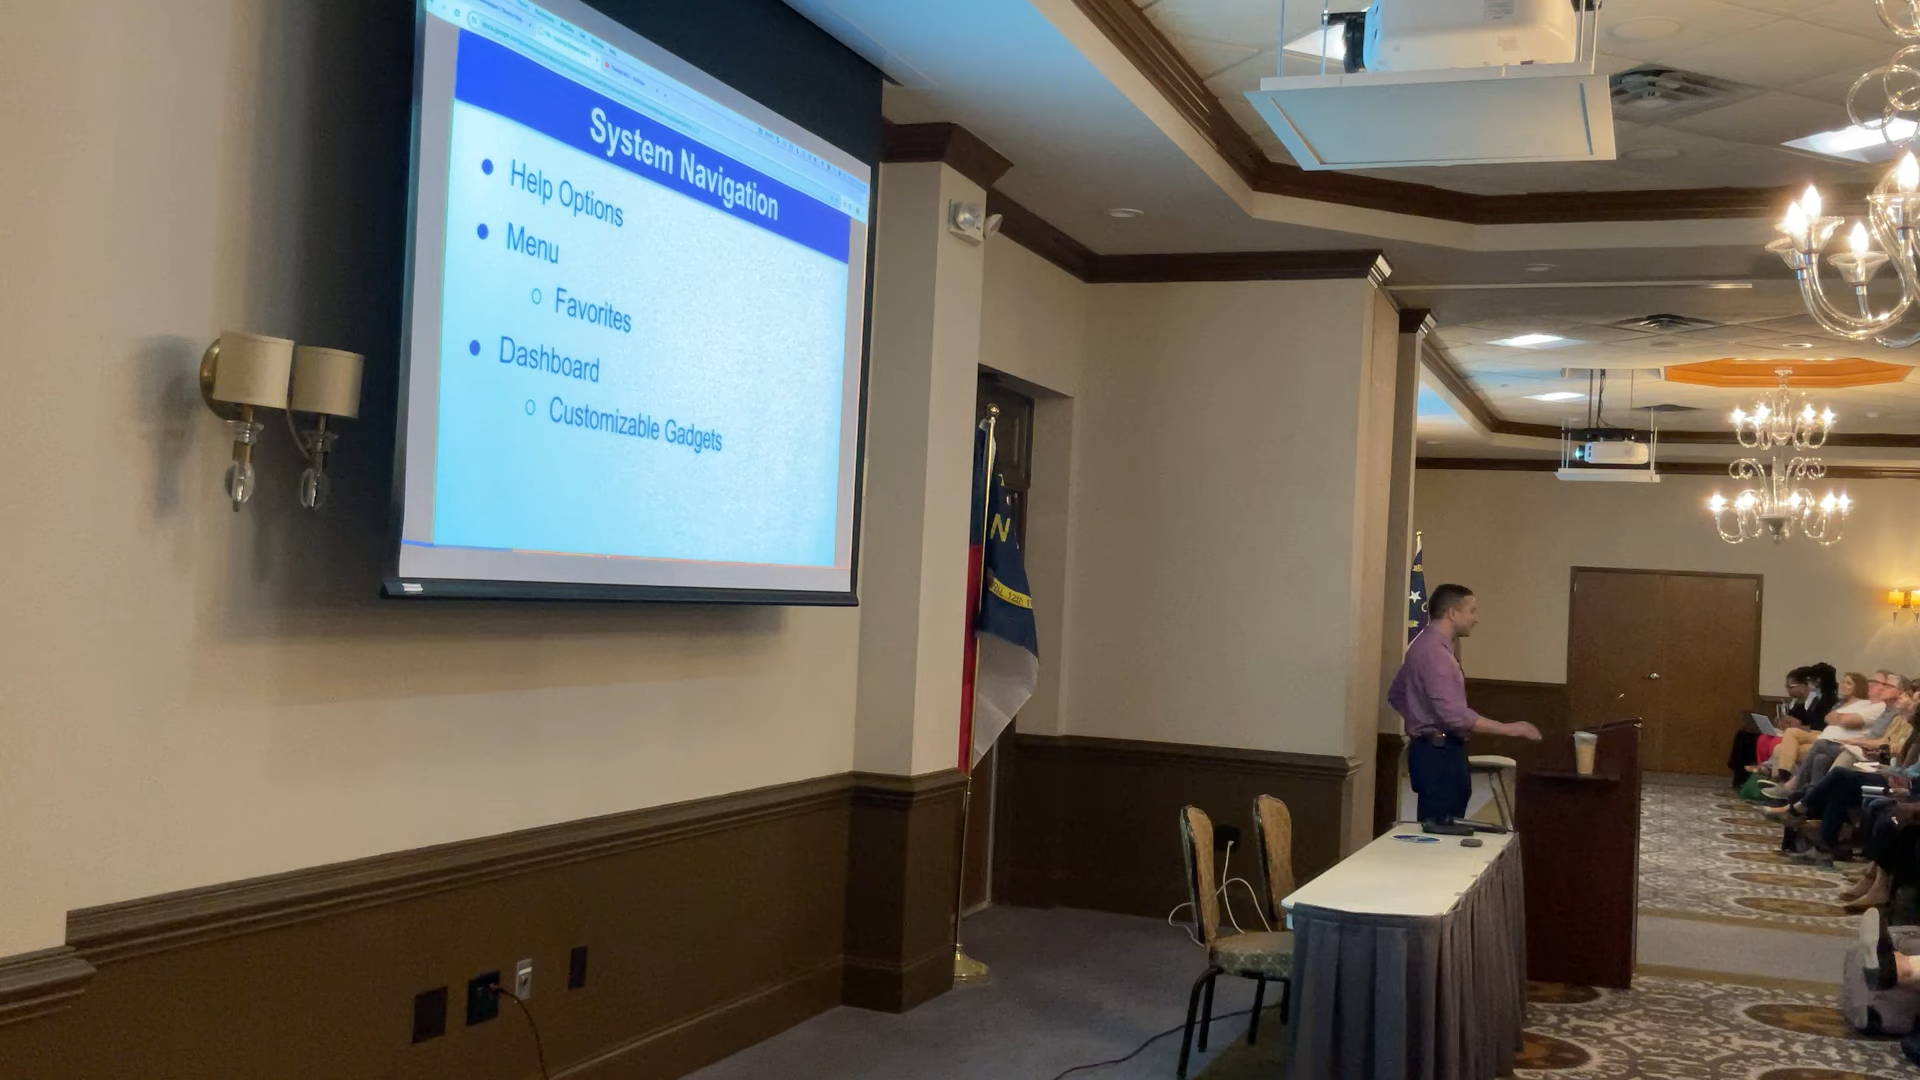 System Navigation
Help Options
Menu
Favorites
Dashboard
Customizable Gadgets
N